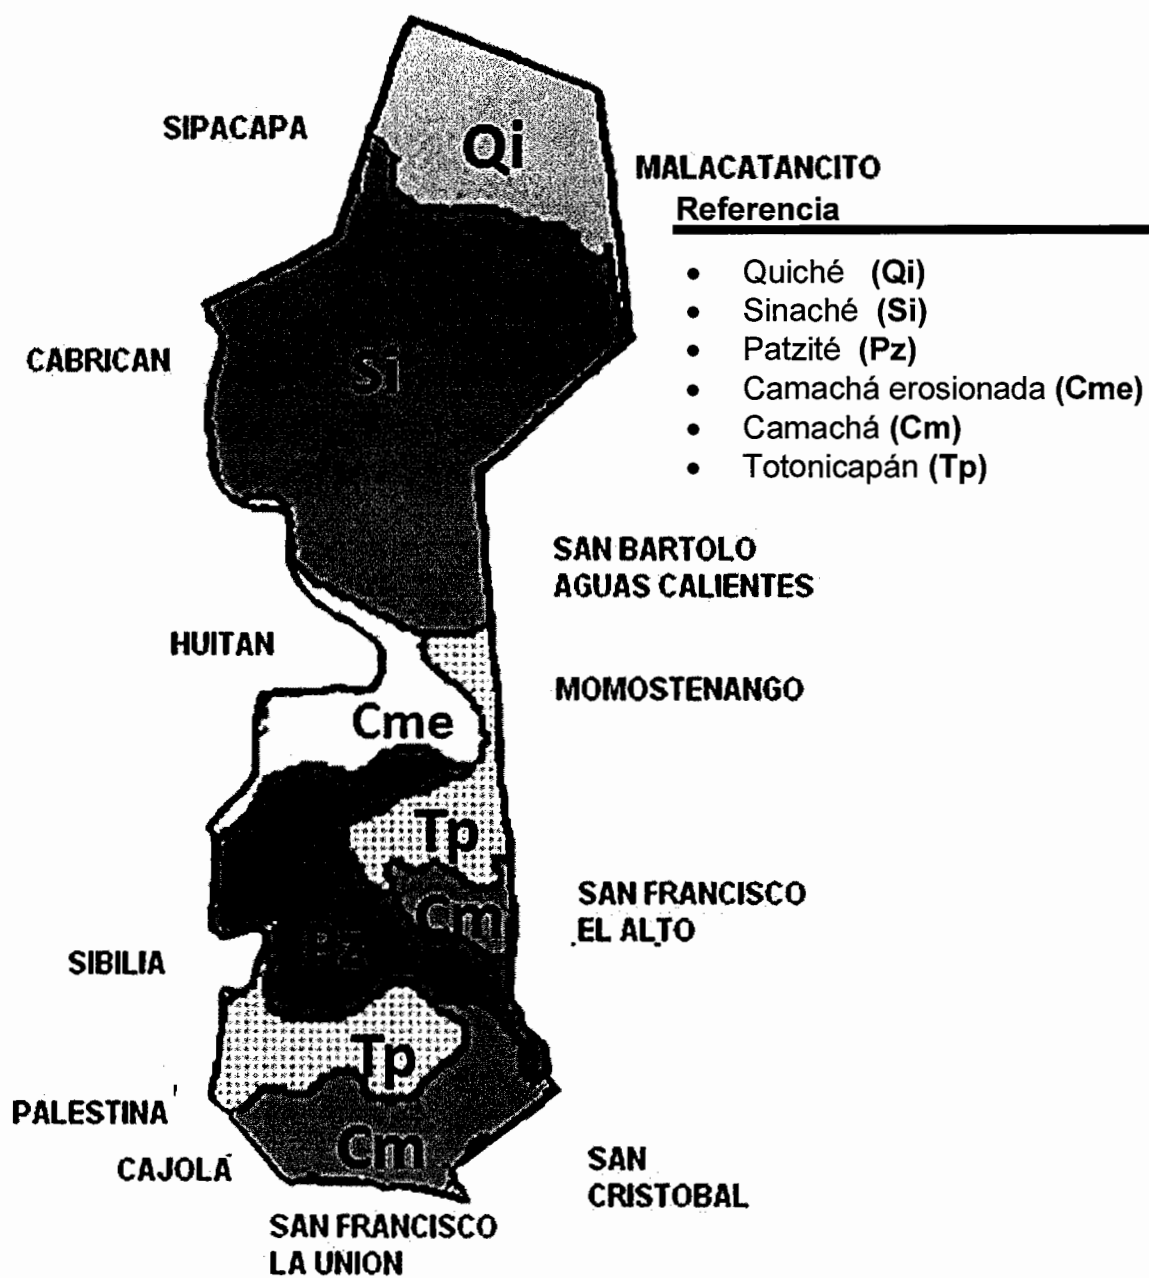 SIPACAPA
Qi
MALACATANCITO
Referencia
• Quiché (Qi)
• Sinaché (Si)
• Patzité (Pz)
• Camachá erosionada (Cme)
• Camachá (Cm)
• Totonicapán (Tp)
CABRICAN
Si
SAN BARTOLO
AGUAS CALIENTES
HUITAN
MOMOSTENANGO
Cme
Tp
SAN FRANCISCO
EL ALTO
Cm
Pz
SIBILIA
Tp
PALESTINA
CAJOLA
Cm
SAN
CRISTOBAL
SAN FRANCISCO
LA UNION